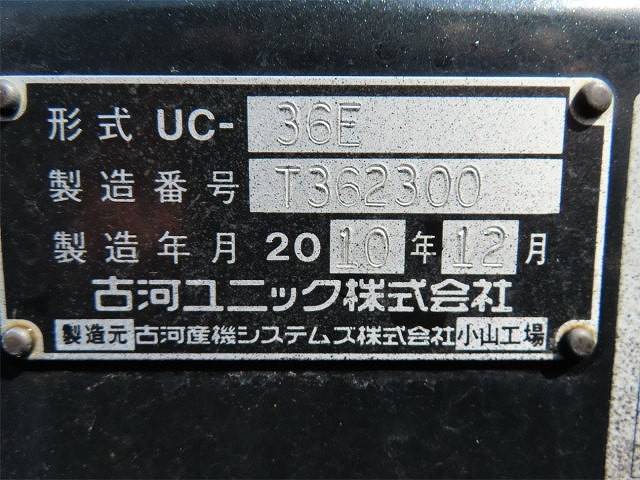 形式 UC- 36E
製造番号 T362300
製造年月 2010年12月
古河ユニック株式会社
製造元 古河産機システムズ株式会社 小山工場